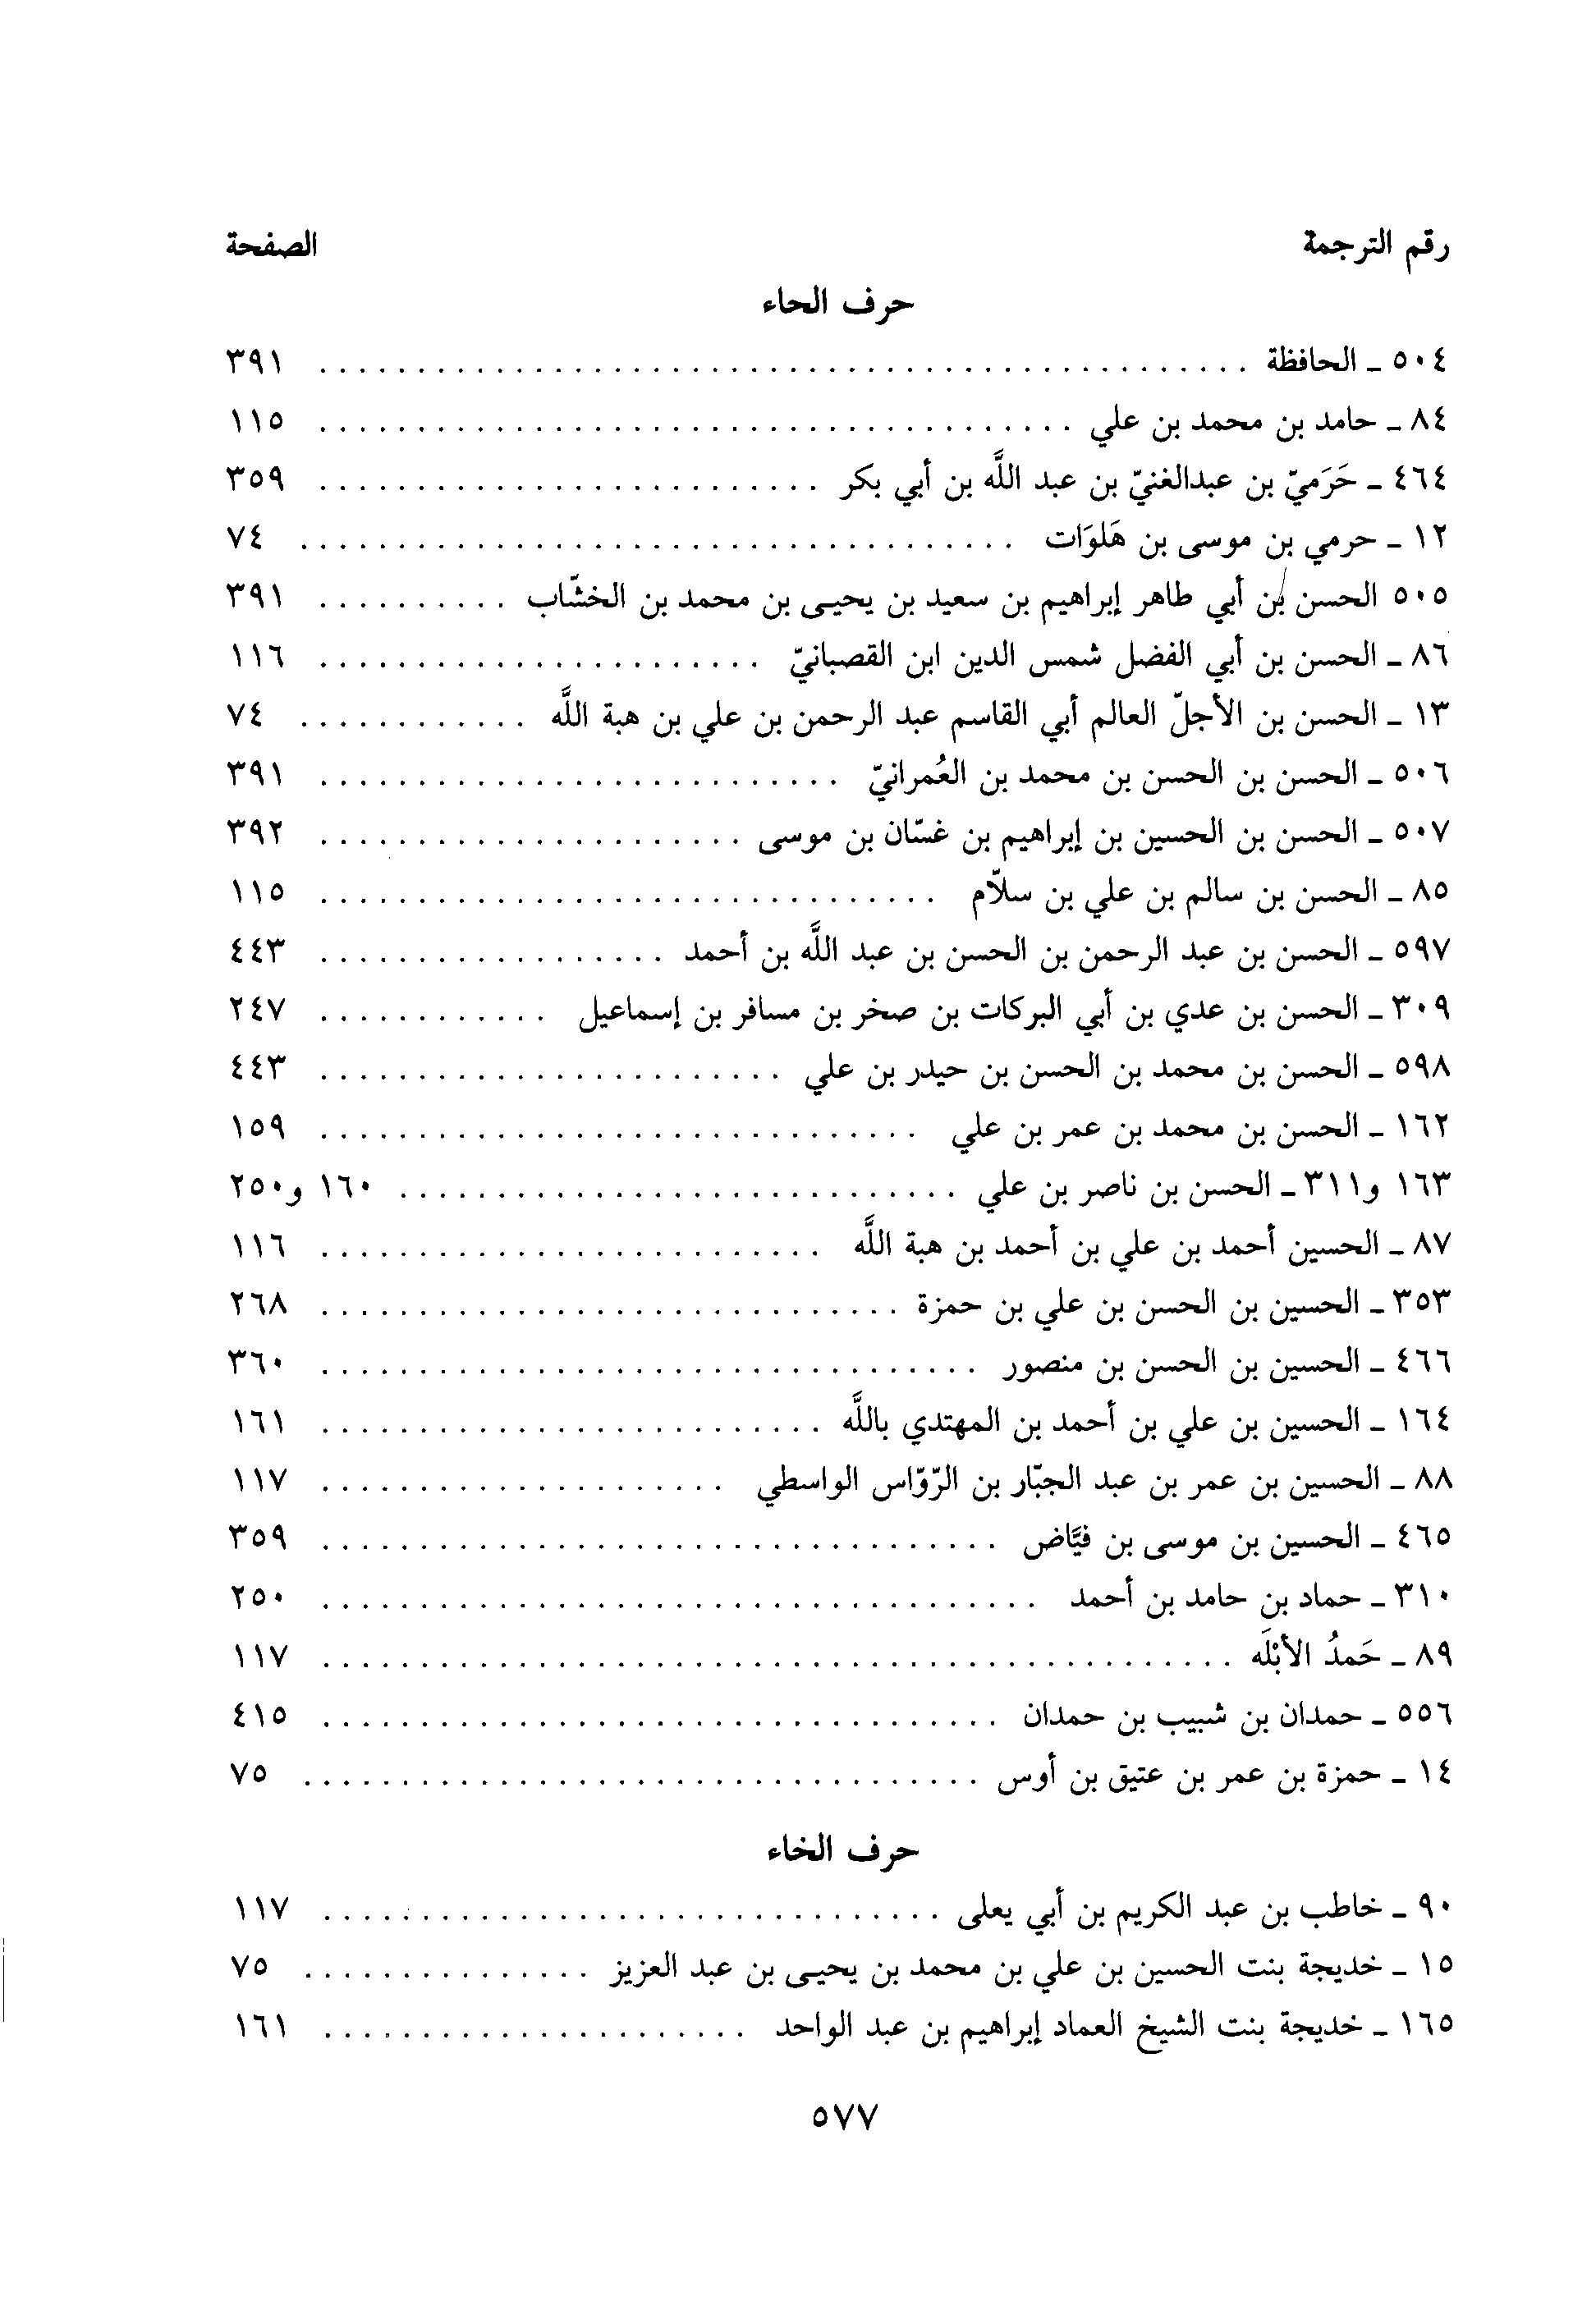 رقم الترجمة الصفحة
حرف الحاء
٥٠٤ ـ الحافظة . . . . . . . . . . ٣٩١
٨٤ ـ حامد بن محمد بن علي . . . . . . . . . . ١١٥
٤٦٤ ـ حَرَميّ بن عبدالغنيّ بن عبد اللَّه بن أبي بكر . . . . . . . . . . ٣٥٩
١٢ ـ حرمي بن موسى بن هَلوَات . . . . . . . . . . ٧٤
٥٠٥ الحسن بن أبي طاهر إبراهيم بن سعيد بن يحيـى بن محمد بن الخشّاب . . . . . . . . . . ٣٩١
٨٦ ـ الحسن بن أبي الفضل شمس الدين ابن القصبانيّ . . . . . . . . . . ١١٦
١٣ ـ الحسن بن الأجلّ العالم أبي القاسم عبد الرحمن بن علي بن هبة اللَّه . . . . . . . . . . ٧٤
٥٠٦ ـ الحسن بن الحسن بن محمد بن العُمرانيّ . . . . . . . . . . ٣٩١
٥٠٧ ـ الحسن بن الحسين بن إبراهيم بن غسّان بن موسى . . . . . . . . . . ٣٩٢
٨٥ ـ الحسن بن سالم بن علي بن سلاّم . . . . . . . . . . ١١٥
٥٩٧ ـ الحسن بن عبد الرحمن بن الحسن بن عبد اللَّه بن أحمد . . . . . . . . . . ٤٤٣
٣٠٩ ـ الحسن بن عدي بن أبي البركات بن صخر بن مسافر بن إسماعيل . . . . . . . . . . ٢٤٧
٥٩٨ ـ الحسن بن محمد بن الحسن بن حيدر بن علي . . . . . . . . . . ٤٤٣
١٦٢ ـ الحسن بن محمد بن عمر بن علي . . . . . . . . . . ١٥٩
١٦٣ و٣١١ ـ الحسن بن ناصر بن علي . . . . . . . . . . ١٦٠ و٢٥٠
٨٧ ـ الحسين أحمد بن علي بن أحمد بن هبة اللَّه . . . . . . . . . . ١١٦
٣٥٣ ـ الحسين بن الحسن بن علي بن حمزة . . . . . . . . . . ٢٦٨
٤٦٦ ـ الحسين بن الحسن بن منصور . . . . . . . . . . ٣٦٠
١٦٤ ـ الحسين بن علي بن أحمد بن المهتدي باللَّه . . . . . . . . . . ١٦١
٨٨ ـ الحسين بن عمر بن عبد الجبّار بن الرّوّاس الواسطي . . . . . . . . . . ١١٧
٤٦٥ ـ الحسين بن موسى بن فيَّاض . . . . . . . . . . ٣٥٩
٣١٠ ـ حماد بن حامد بن أحمد . . . . . . . . . . ٢٥٠
٨٩ ـ حَمدُ الأبْلَه . . . . . . . . . . ١١٧
٥٥٦ ـ حمدان بن شبيب بن حمدان . . . . . . . . . . ٤١٥
١٤ ـ حمزة بن عمر بن عتيق بن أوس . . . . . . . . . . ٧٥
حرف الخاء
٩٠ ـ خاطب بن عبد الكريم بن أبي يعلى . . . . . . . . . . ١١٧
١٥ ـ خديجة بنت الحسين بن علي بن محمد بن يحيـى بن عبد العزيز . . . . . . . . . . ٧٥
١٦٥ ـ خديجة بنت الشيخ العماد إبراهيم بن عبد الواحد . . . . . . . . . . ١٦١
٥٧٧